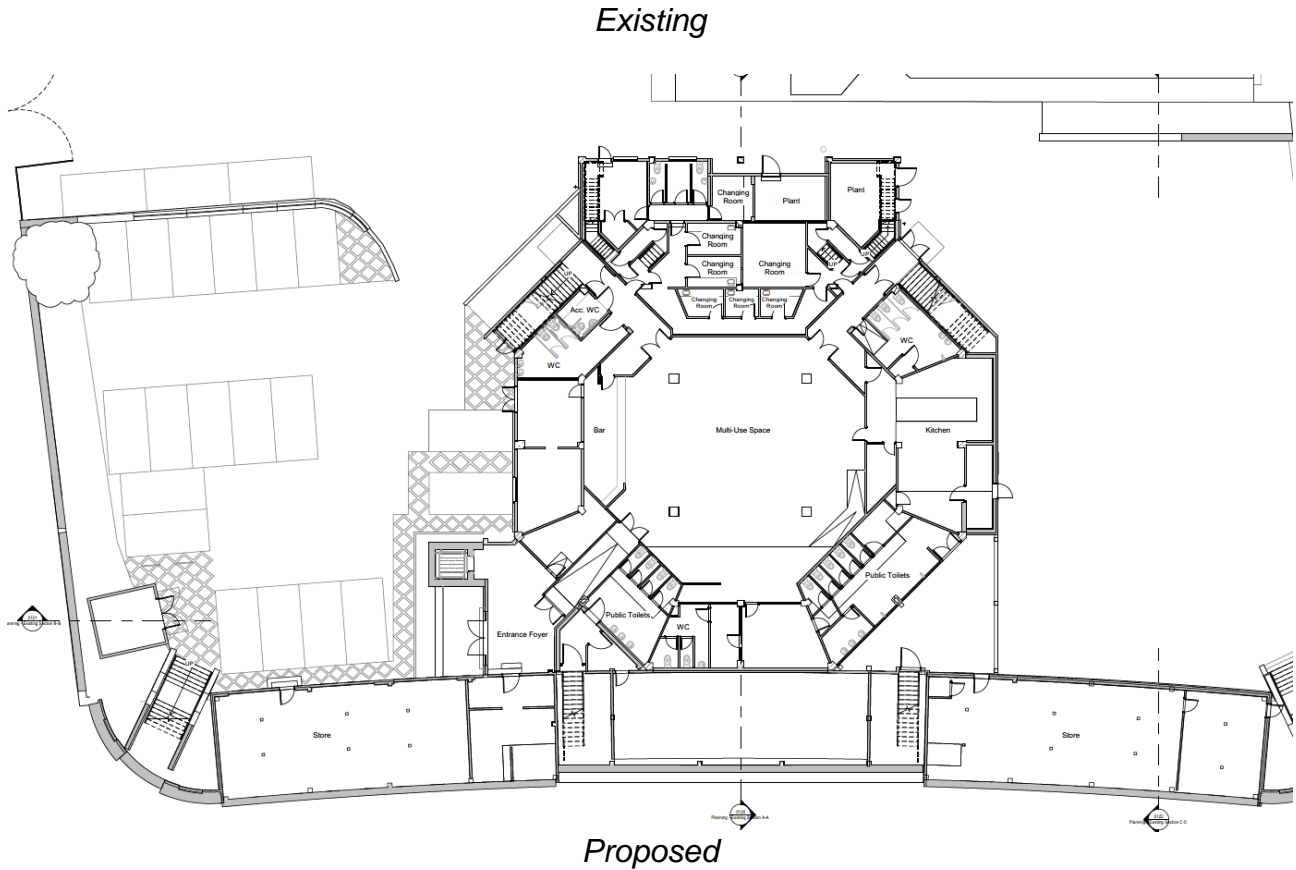 Existing
Changing
Room
Plant
Plant
Changing
Room
Changing
Room
Changing
Room
UP
UP
UP
Changing
Room
Changing
Room
Changing
Room
Acc. WC
WC
WC
Bar
Multi-Use Space
Kitchen
Public Toilets
Public Toilets
WC
Entrance Foyer
UP
Store
Store
Proposed